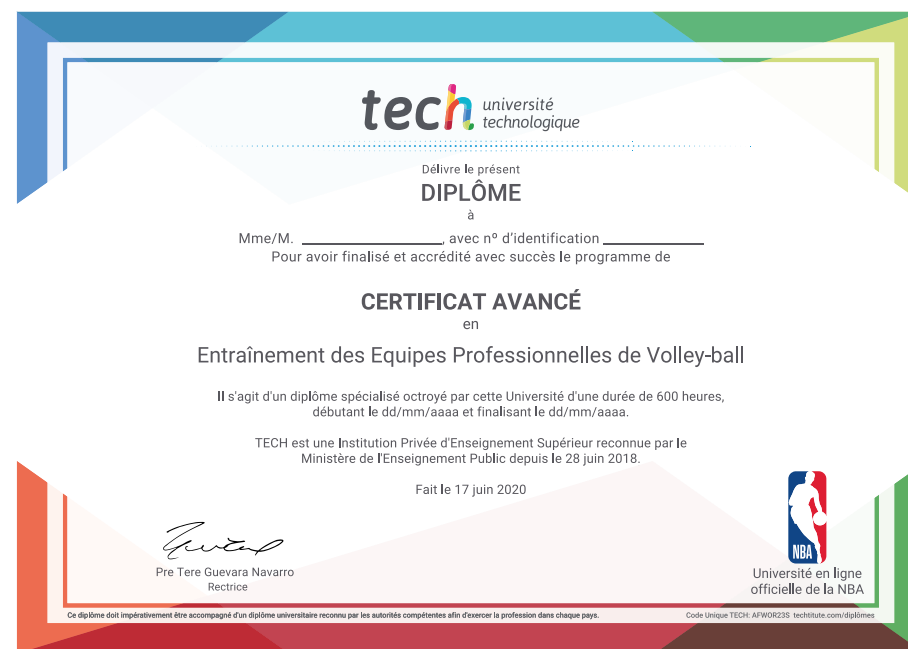 tech université
technologique
Délivre le présent
DIPLÔME
à
Mme/M. ____________________, avec nº d’identification ______________
Pour avoir finalisé et accrédité avec succès le programme de
CERTIFICAT AVANCÉ
en
Entraînement des Equipes Professionnelles de Volley-ball
Il s'agit d'un diplôme spécialisé octroyé par cette Université d'une durée de 600 heures,
débutant le dd/mm/aaaa et finalisant le dd/mm/aaaa.
TECH est une Institution Privée d'Enseignement Supérieur reconnue par le
Ministère de l'Enseignement Public depuis le 28 juin 2018.
Fait le 17 juin 2020
Pre Tere Guevara Navarro
Rectrice
NBA
Université en ligne
officielle de la NBA
Ce diplôme doit impérativement être accompagné d'un diplôme universitaire reconnu par les autorités compétentes afin d'exercer la profession dans chaque pays.
Code Unique TECH: AFWOR23S techtitute.com/diplômes